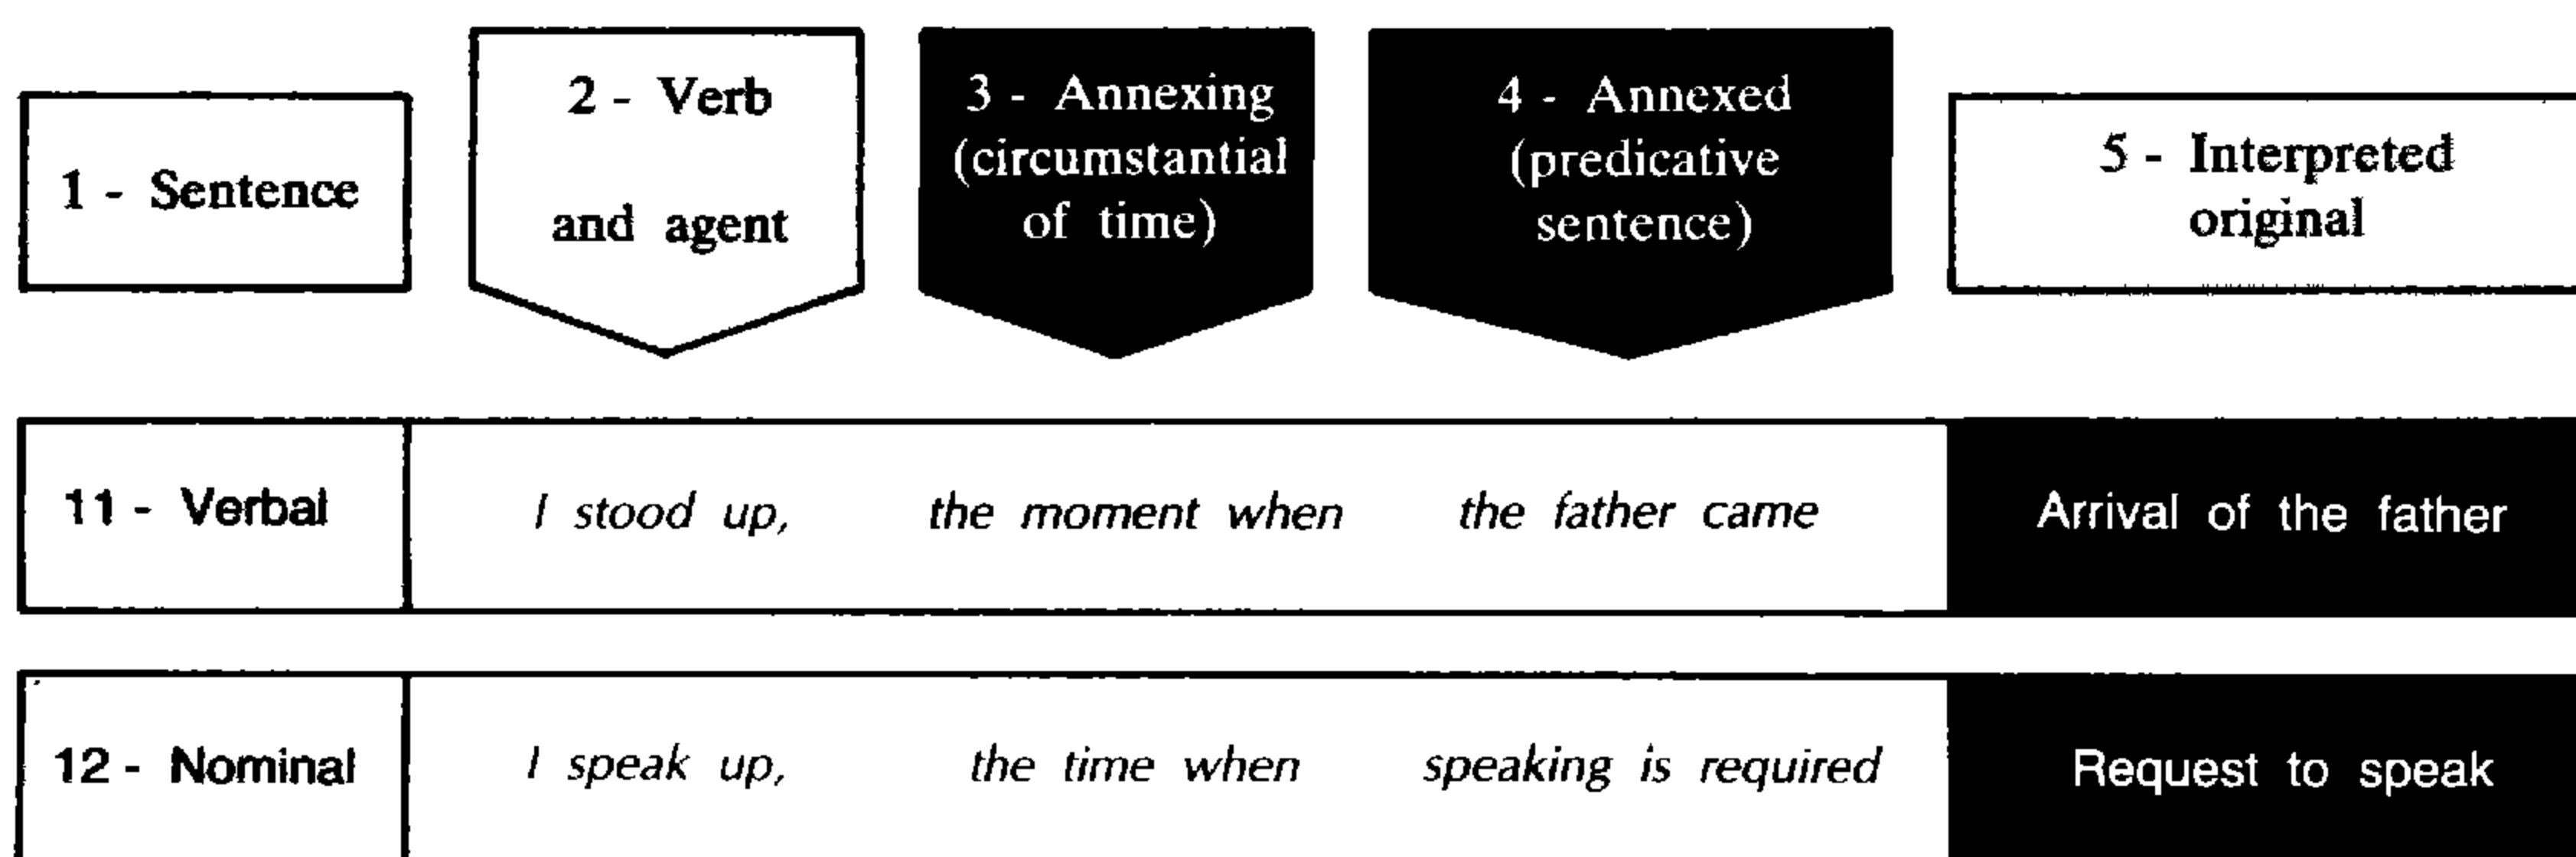 1 - Sentence
2 - Verb
and agent
3 - Annexing
(circumstantial
of time)
4 - Annexed
(predicative
sentence)
5 - Interpreted
original
11 - Verbal
I stood up,
the moment when
the father came
Arrival of the father
12 - Nominal
I speak up,
the time when
speaking is required
Request to speak